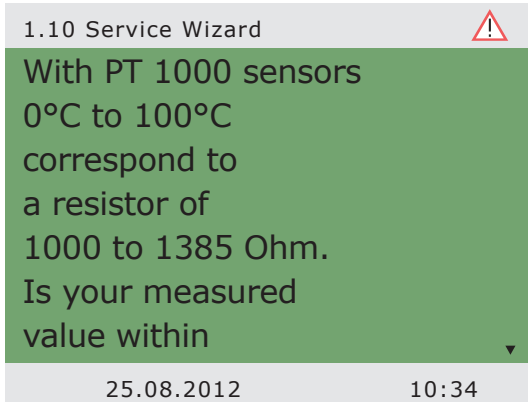 1.10 Service Wizard
With PT 1000 sensors
0°C to 100°C
correspond to
a resistor of
1000 to 1385 Ohm.
Is your measured
value within
25.08.2012 10:34